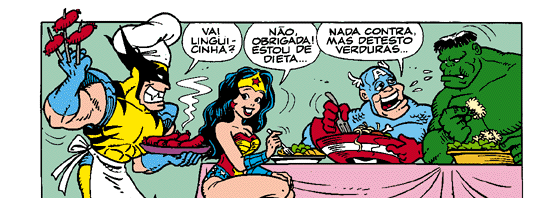 VAI
LINGUI-
CINHA?
NÃO,
OBRIGADA!
ESTOU DE
DIETA...
NADA CONTRA,
MAS DETESTO
VERDURAS...